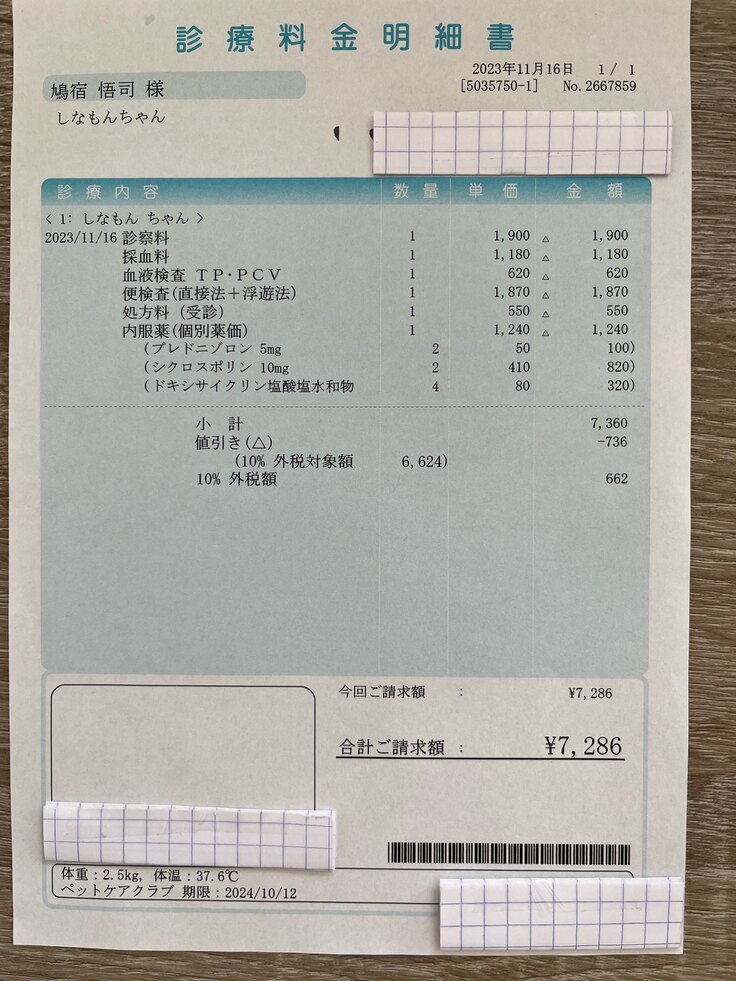 診療料金明細書
2023年11月16日 1/ 1
[5035750-1] No.2667859
鳩宿 悟司 様
しなもんちゃん
診療内容 数量 単価 金額
< 1: しなもん ちゃん >
2023/11/16 診察料 1 1,900 △ 1,900
採血料 1 1,180 △ 1,180
血液検査 TP・PCV 1 620 △ 620
便検査(直接法＋浮遊法) 1 1,870 △ 1,870
処方料 (受診) 1 550 △ 550
内服薬(個別薬価) 1 1,240 △ 1,240
(プレドニゾロン 5mg 2 50 100)
(シクロスポリン 10mg 2 410 820)
(ドキシサイクリン塩酸塩水和物 4 80 320)
小 計 7,360
値引き(△) -736
(10% 外税対象額 6,624)
10% 外税額 662
今回ご請求額 : ¥7,286
合計ご請求額 : ¥7,286
体重:2.5kg, 体温:37.6℃
ペットケアクラブ 期限:2024/10/12